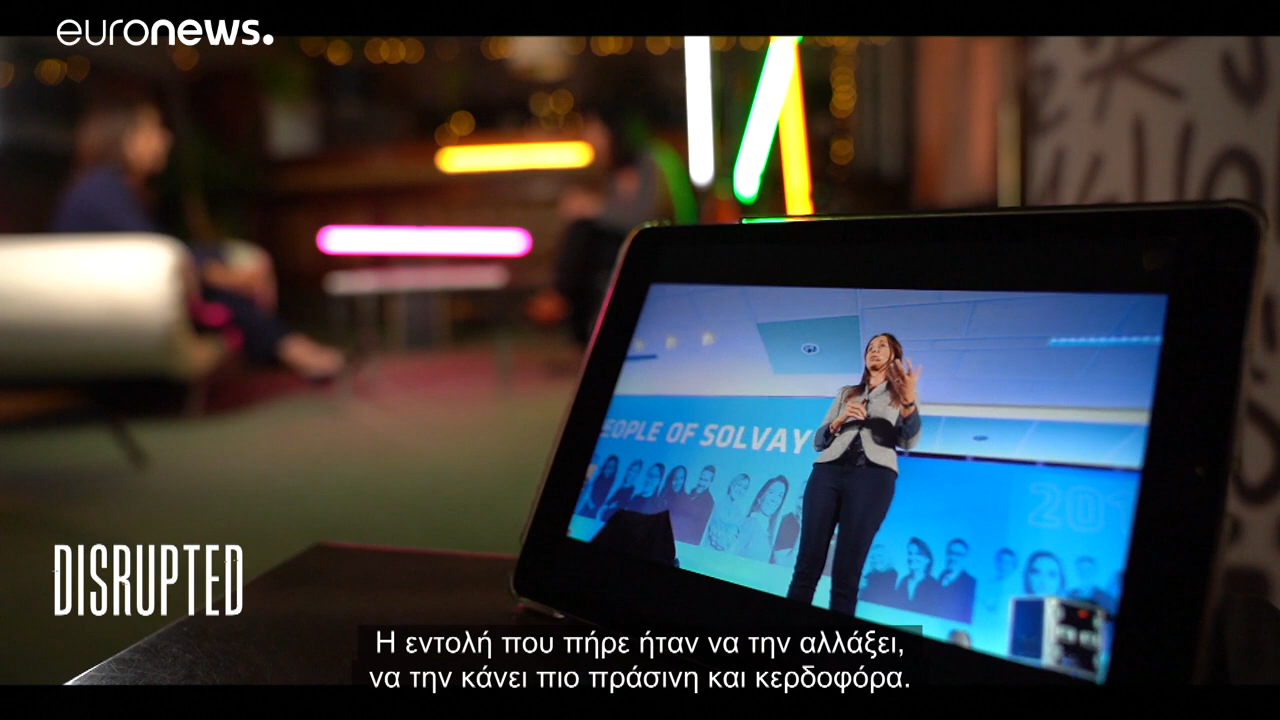 euronews.
EOPLE OF SOLVAY
DISRUPTED
Η εντολή που πήρε ήταν να την αλλάξει,
να την κάνει πιο πράσινη και κερδοφόρα.